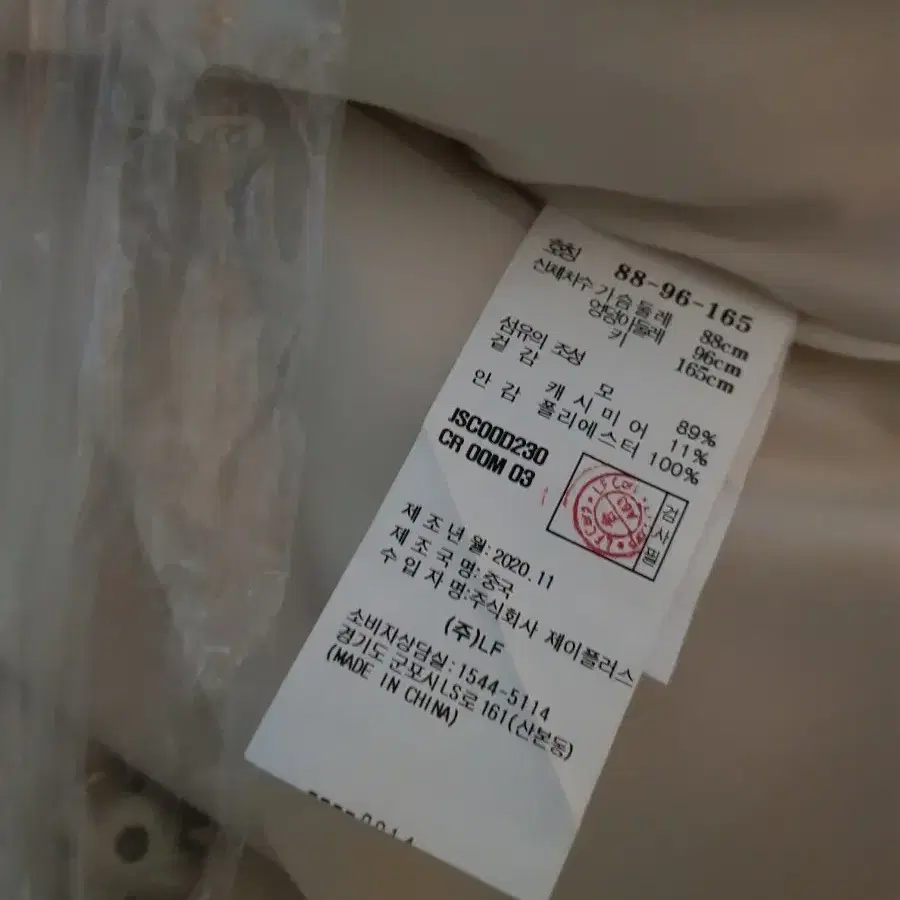 호칭 88-96-165
신체치수 가슴둘레 88cm
엉덩이둘레 96cm
키 165cm
섬유의 조성
겉감 모 89%
캐시미어 11%
안감 폴리에스터 100%
JSC00D230
CR 00M 03
검사필
제조년월:2020.11
제조국명:중국
수입자명:주식회사 제이플러스
(주)LF
소비자상담실:1544-5114
경기도 군포시LS로 161(산본동)
(MADE IN CHINA)